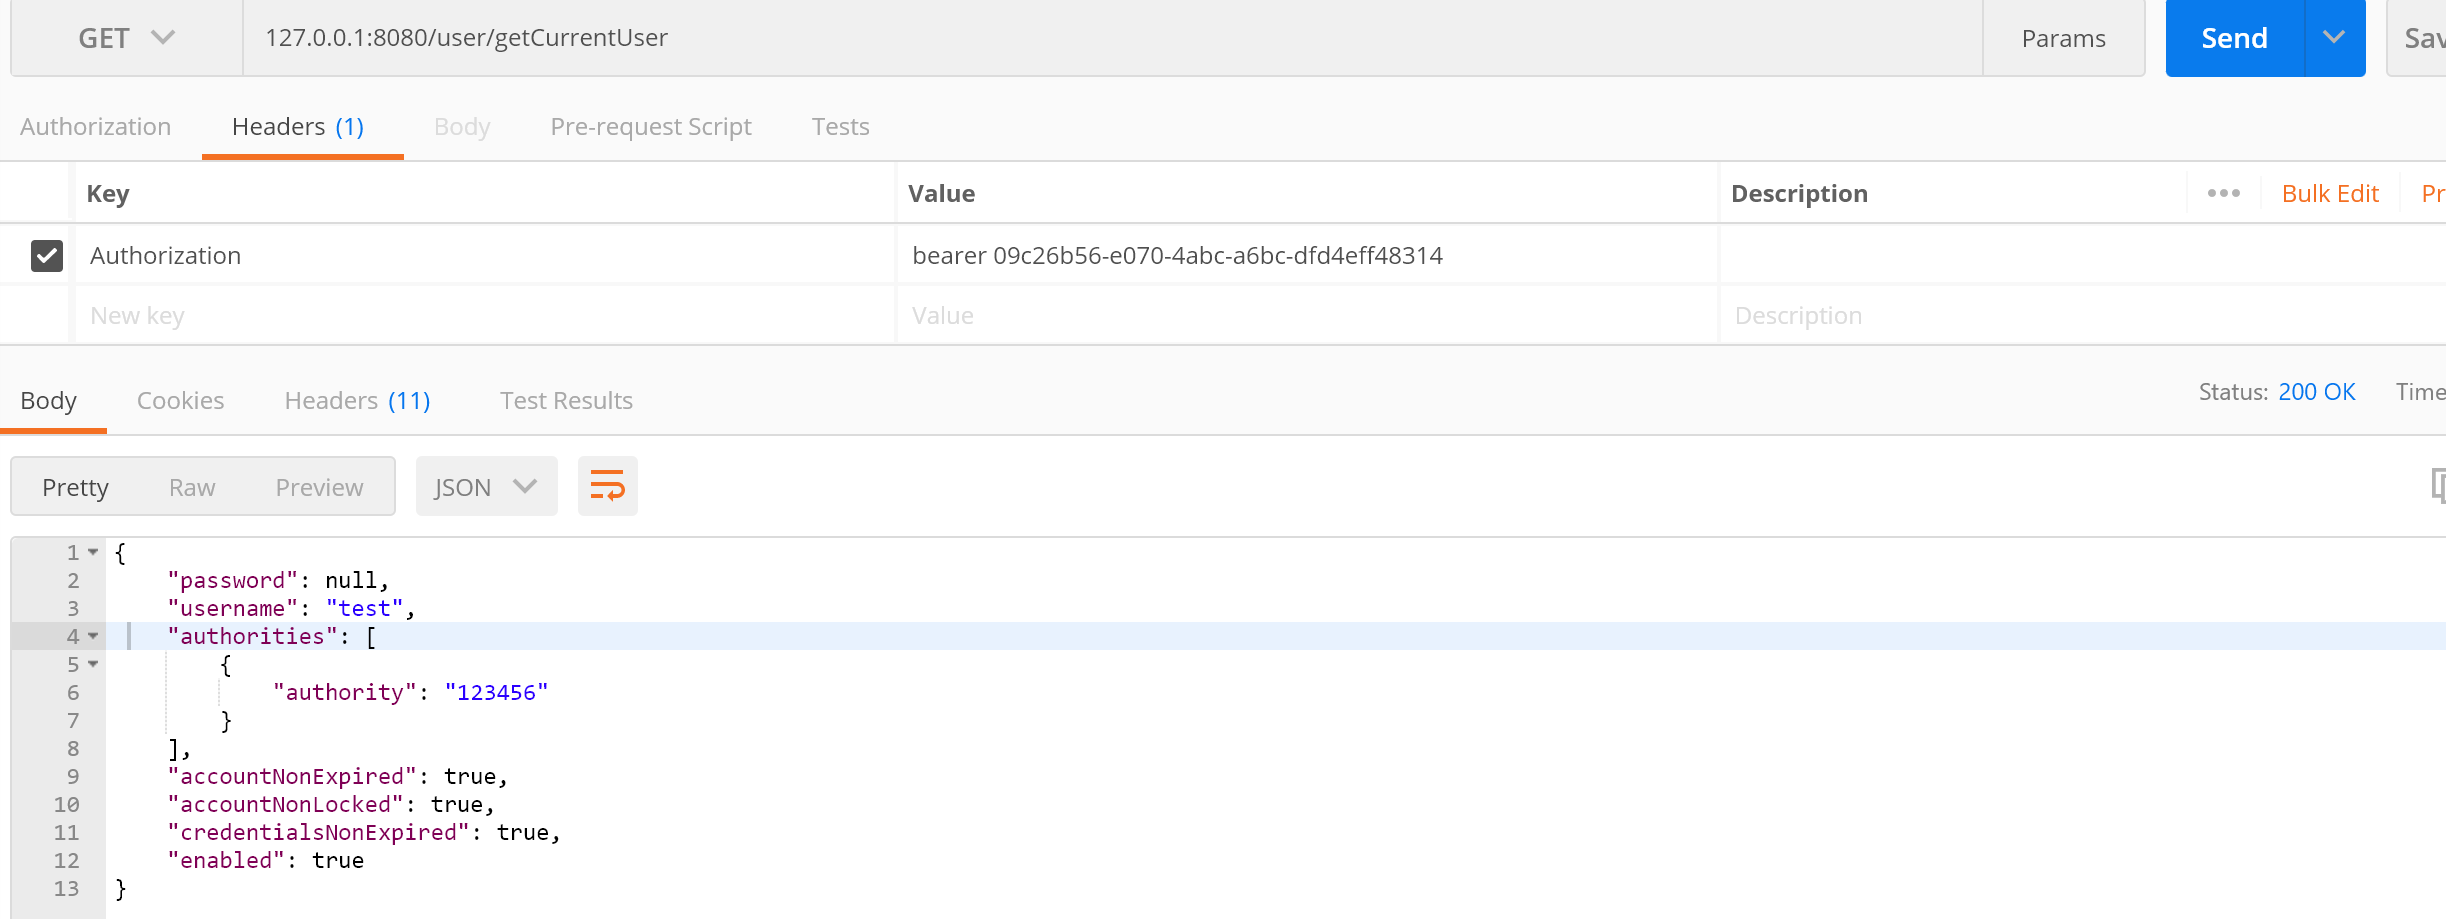 GET 127.0.0.1:8080/user/getCurrentUser Params Send Sav
Authorization Headers (1) Body Pre-request Script Tests
Key Value Description ••• Bulk Edit Pr
Authorization bearer 09c26b56-e070-4abc-a6bc-dfd4eff48314
New key Value Description
Body Cookies Headers (11) Test Results Status: 200 OK Time
Pretty Raw Preview JSON
1 {
2 "password": null,
3 "username": "test",
4 "authorities": [
5 {
6 "authority": "123456"
7 }
8 ],
9 "accountNonExpired": true,
10 "accountNonLocked": true,
11 "credentialsNonExpired": true,
12 "enabled": true
13 }